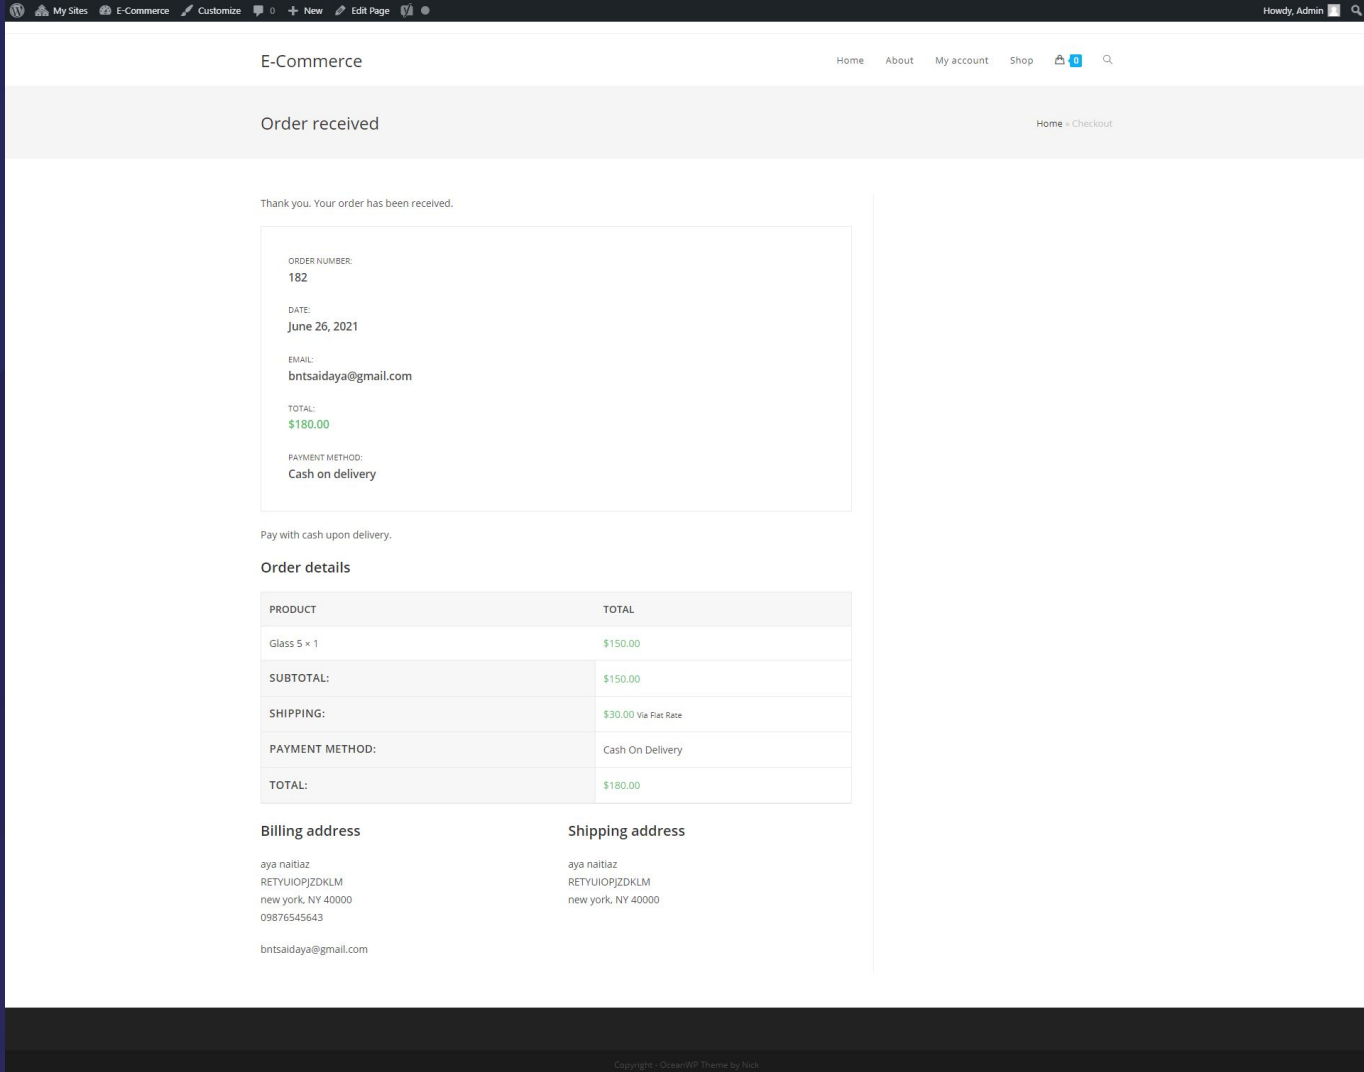 My Sites E-Commerce Customize 0 New Edit Page Howdy, Admin
E-Commerce Home About My account Shop 0
Order received Home » Checkout
Thank you. Your order has been received.
ORDER NUMBER:
182
DATE:
June 26, 2021
EMAIL:
bntsaidaya@gmail.com
TOTAL:
$180.00
PAYMENT METHOD:
Cash on delivery
Pay with cash upon delivery.
Order details
PRODUCT TOTAL
Glass 5 × 1 $150.00
SUBTOTAL: $150.00
SHIPPING: $30.00 Via Flat Rate
PAYMENT METHOD: Cash On Delivery
TOTAL: $180.00
Billing address
aya naitiaz
RETYUIOPJZDKLM
new york, NY 40000
09876545643
bntsaidaya@gmail.com
Shipping address
aya naitiaz
RETYUIOPJZDKLM
new york, NY 40000
Copyright - OceanWP Theme by Nick